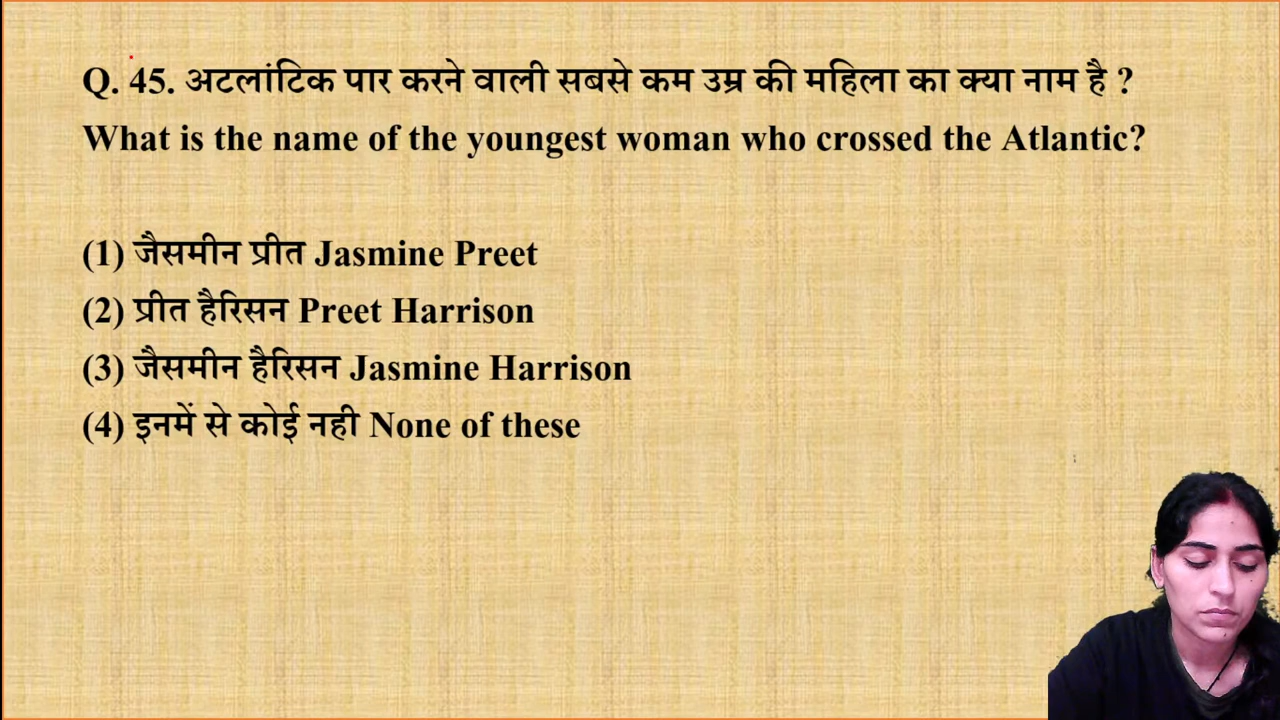 Q. 45. अटलांटिक पार करने वाली सबसे कम उम्र की महिला का क्या नाम है ?
What is the name of the youngest woman who crossed the Atlantic?
(1) जैसमीन प्रीत Jasmine Preet
(2) प्रीत हैरिसन Preet Harrison
(3) जैसमीन हैरिसन Jasmine Harrison
(4) इनमें से कोई नही None of these